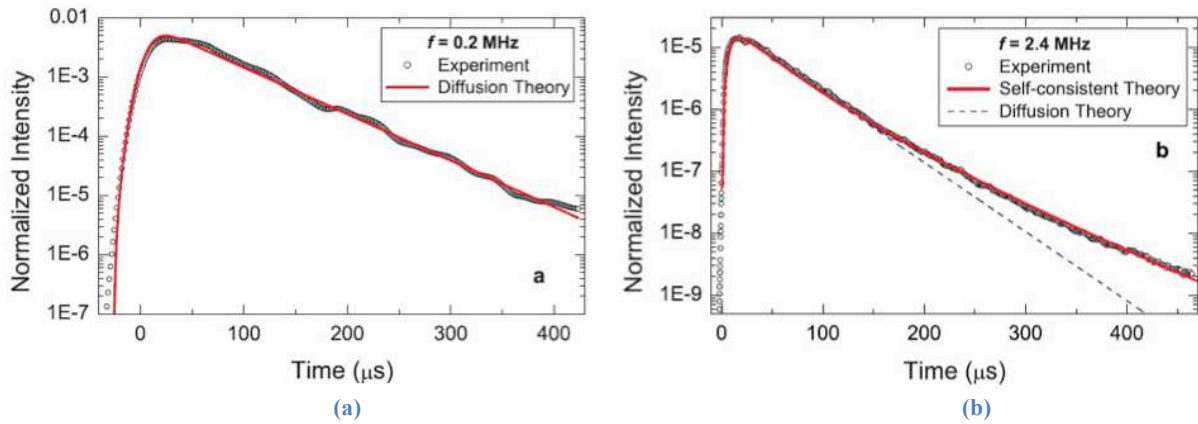 0.01
1E-3
1E-4
1E-5
1E-6
1E-7
Normalized Intensity
f = 0.2 MHz
Experiment
Diffusion Theory
a
0 100 200 300 400
Time (μs)
(a)
1E-5
1E-6
1E-7
1E-8
1E-9
Normalized Intensity
f = 2.4 MHz
Experiment
Self-consistent Theory
Diffusion Theory
b
0 100 200 300 400
Time (μs)
(b)